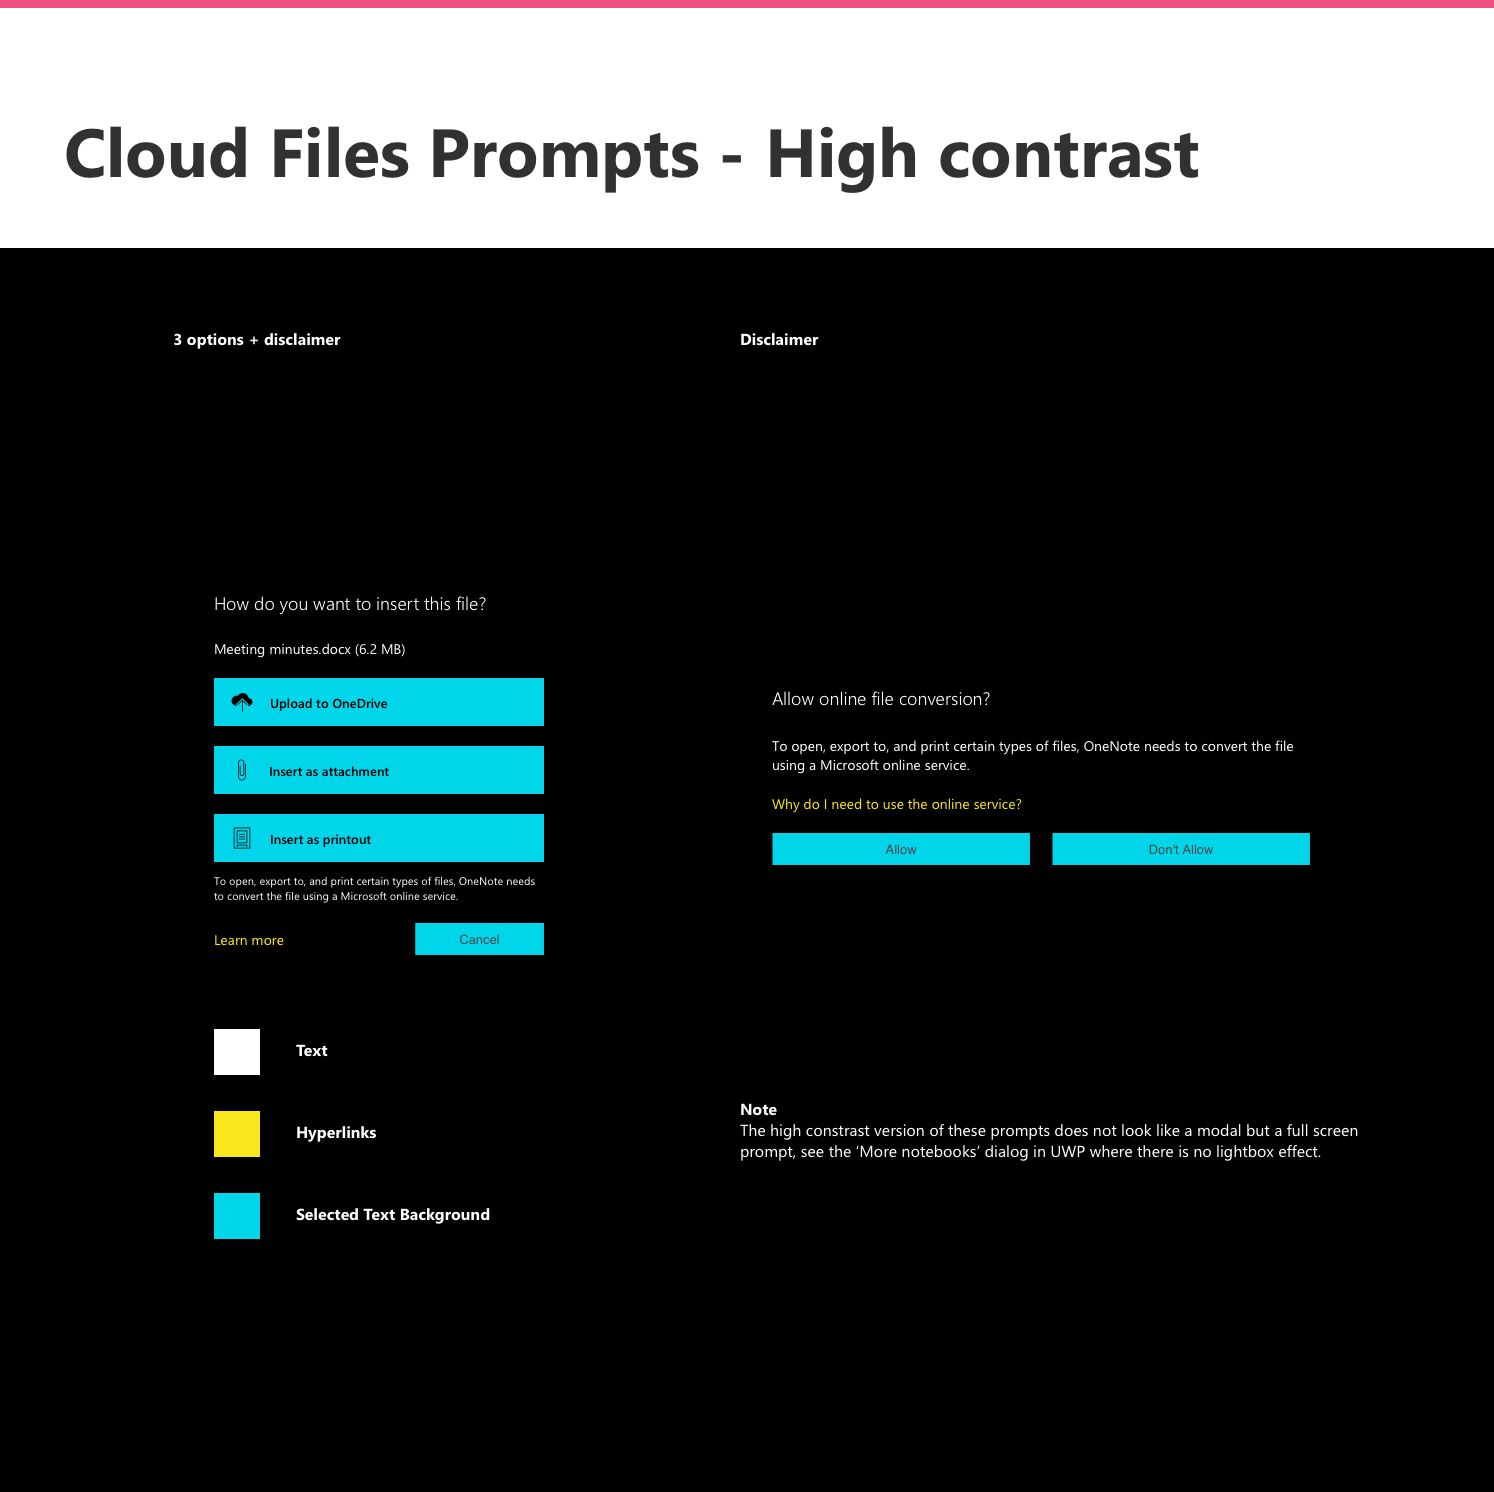 Cloud Files Prompts - High contrast
3 options + disclaimer
How do you want to insert this file?
Meeting minutes.docx (6.2 MB)
Upload to OneDrive
Insert as attachment
Insert as printout
To open, export to, and print certain types of files, OneNote needs
to convert the file using a Microsoft online service.
Learn more
Cancel
Text
Hyperlinks
Selected Text Background
Disclaimer
Allow online file conversion?
To open, export to, and print certain types of files, OneNote needs to convert the file
using a Microsoft online service.
Why do I need to use the online service?
Allow
Don't Allow
Note
The high constrast version of these prompts does not look like a modal but a full screen
prompt, see the ‘More notebooks’ dialog in UWP where there is no lightbox effect.